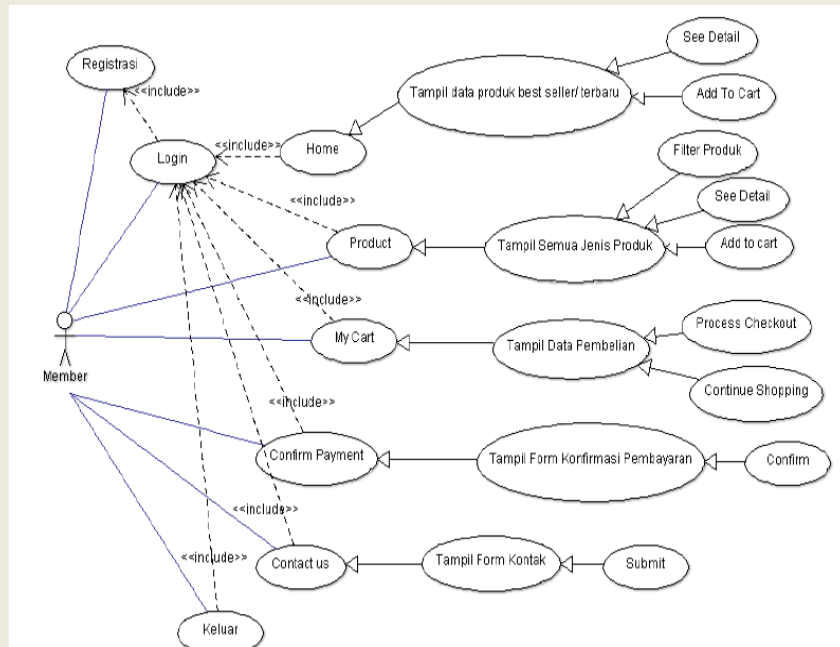 See Detail
Registrasi
<<include>>
Tampil data produk best seller/ terbaru
Add To Cart
<<include>>
Login
Home
Filter Produk
See Detail
<<include>>
Product
Tampil Semua Jenis Produk
Add to cart
<<include>>
Process Checkout
My Cart
Tampil Data Pembelian
Member
Continue Shopping
<<include>>
Confirm Payment
Tampil Form Konfirmasi Pembayaran
Confirm
<<include>>
<<include>>
Contact us
Tampil Form Kontak
Submit
Keluar